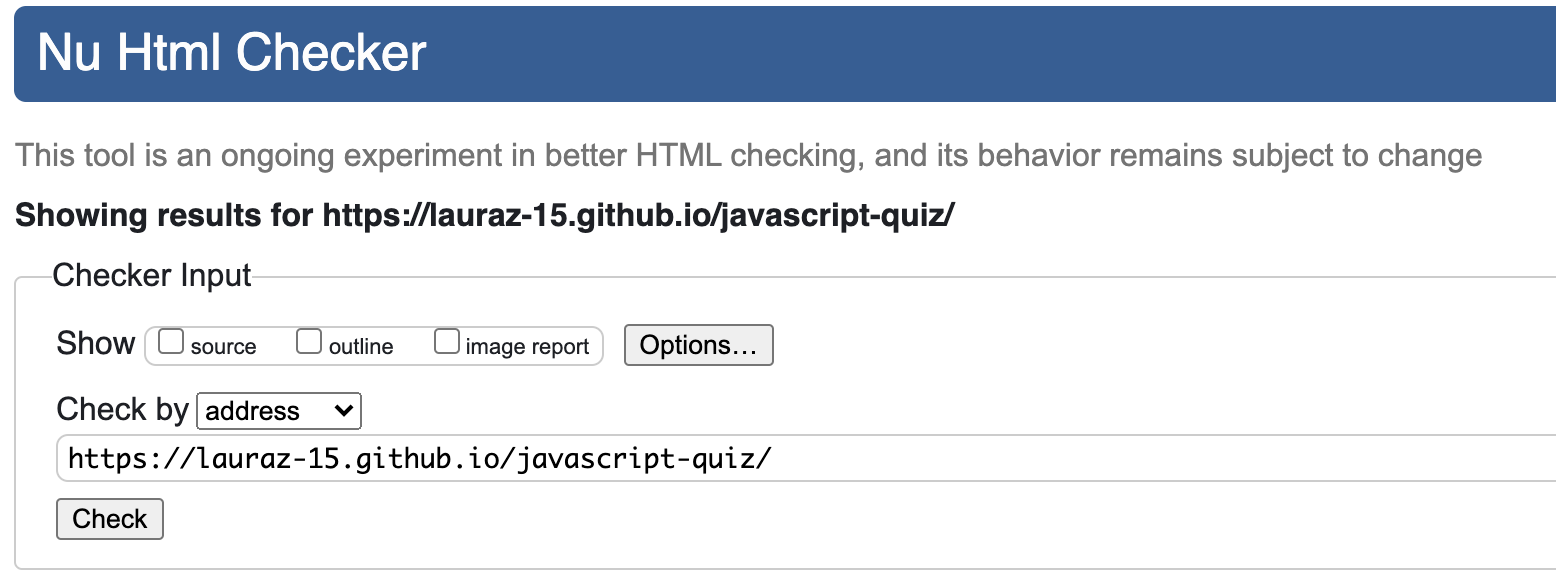 Nu Html Checker
This tool is an ongoing experiment in better HTML checking, and its behavior remains subject to change
Showing results for https://lauraz-15.github.io/javascript-quiz/
Checker Input
Show source outline image report Options…
Check by address
https://lauraz-15.github.io/javascript-quiz/
Check